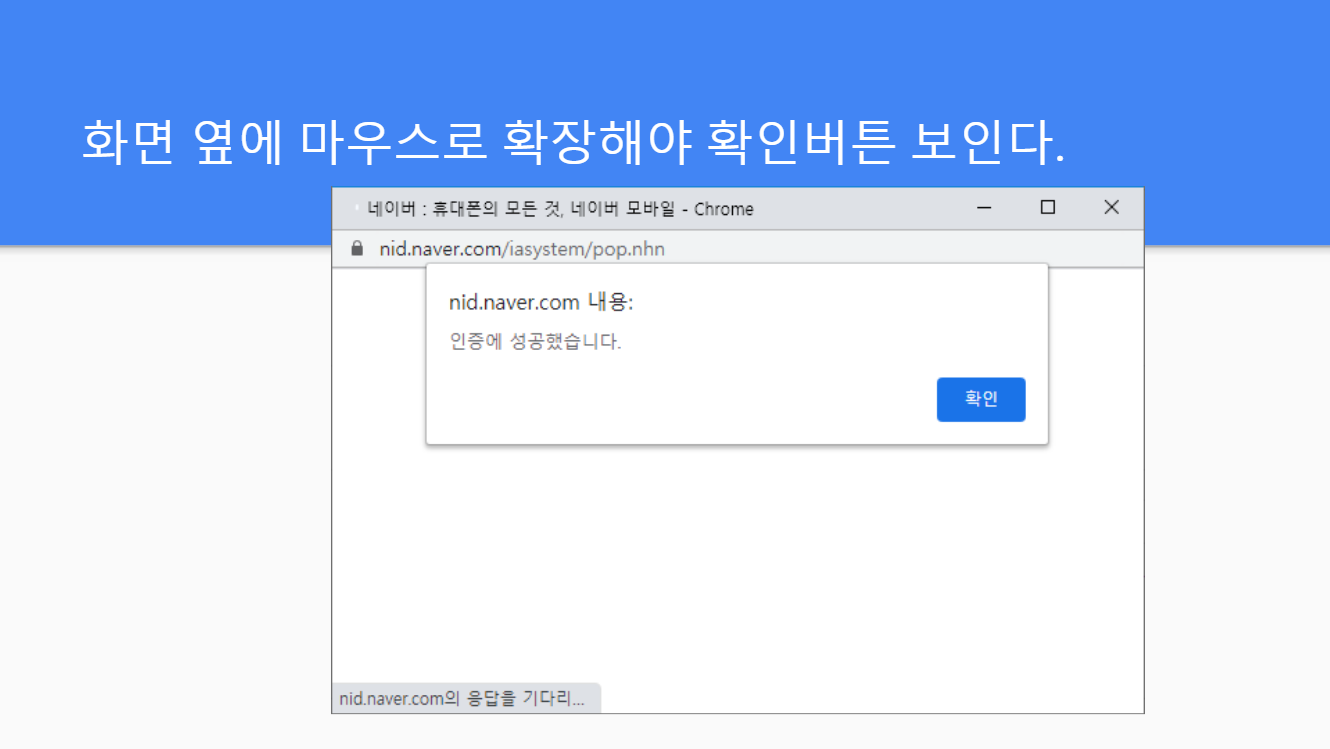 화면 옆에 마우스로 확장해야 확인버튼 보인다.
네이버 : 휴대폰의 모든 것, 네이버 모바일 - Chrome
nid.naver.com/iasystem/pop.nhn
nid.naver.com 내용:
인증에 성공했습니다.
확인
nid.naver.com의 응답을 기다리...